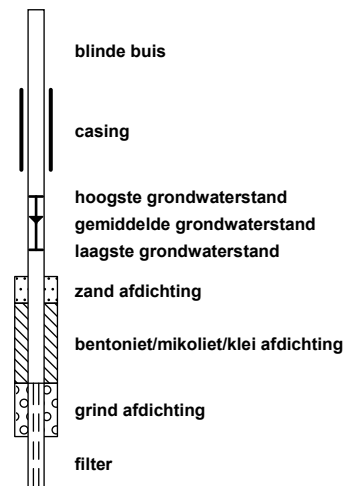 blinde buis
casing
hoogste grondwaterstand
gemiddelde grondwaterstand
laagste grondwaterstand
zand afdichting
bentoniet/mikoliet/klei afdichting
grind afdichting
filter